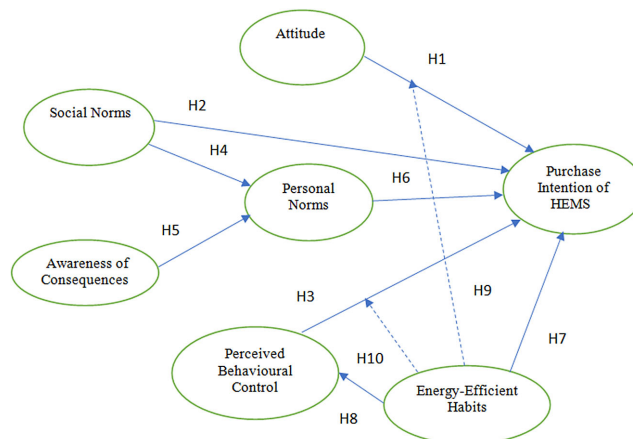 Attitude
H1
Social Norms
H2
H4
Purchase
Intention of
HEMS
Personal
Norms
H6
H5
Awareness of
Consequences
H3
H9
H7
Perceived
Behavioural
Control
H10
Energy-Efficient
Habits
H8